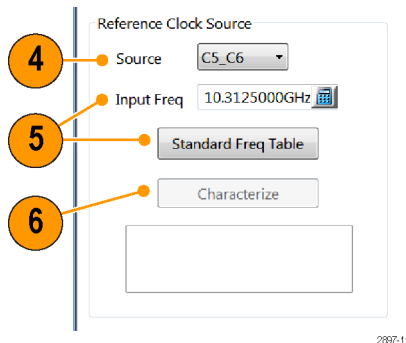 Reference Clock Source
4
Source C5_C6
Input Freq 10.3125000GHz
5
Standard Freq Table
6
Characterize
2897-1